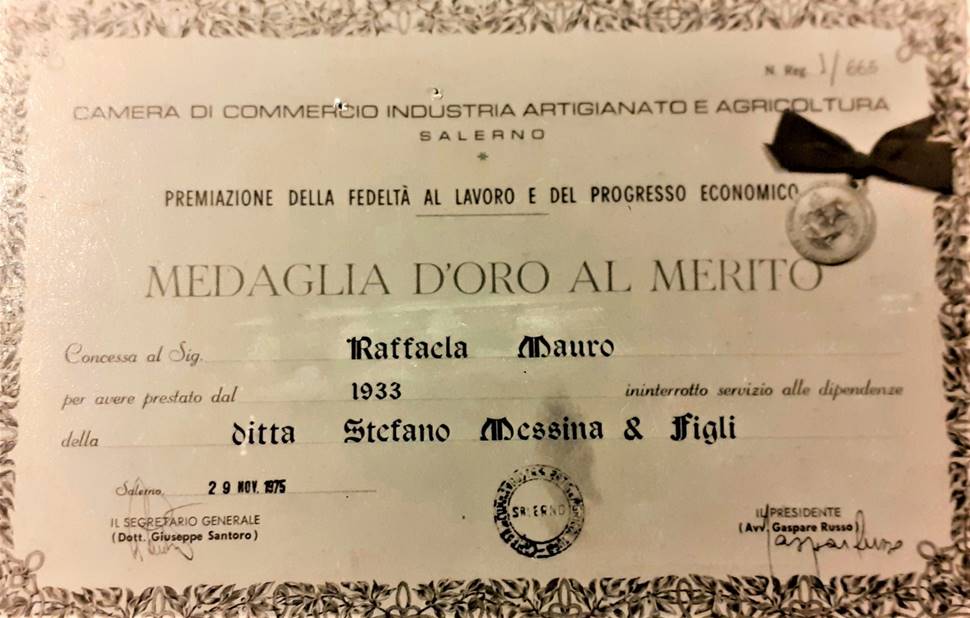 N. Reg. 1/665
CAMERA DI COMMERCIO INDUSTRIA ARTIGIANATO E AGRICOLTURA
SALERNO
*
PREMIAZIONE DELLA FEDELTÀ AL LAVORO E DEL PROGRESSO ECONOMICO
MEDAGLIA D'ORO AL MERITO
Concessa al Sig. Raffaela Mauro
per avere prestato dal 1933 ininterrotto servizio alle dipendenze
della ditta Stefano Messina & Figli
Salerno, 29 NOV. 1975
SALERNO
IL SEGRETARIO GENERALE
(Dott. Giuseppe Santoro)
IL PRESIDENTE
(Avv. Gaspare Russo)
Gaspar Russo